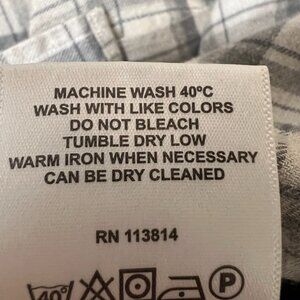 MACHINE WASH 40ºC
WASH WITH LIKE COLORS
DO NOT BLEACH
TUMBLE DRY LOW
WARM IRON WHEN NECESSARY
CAN BE DRY CLEANED
RN 113814
40° P